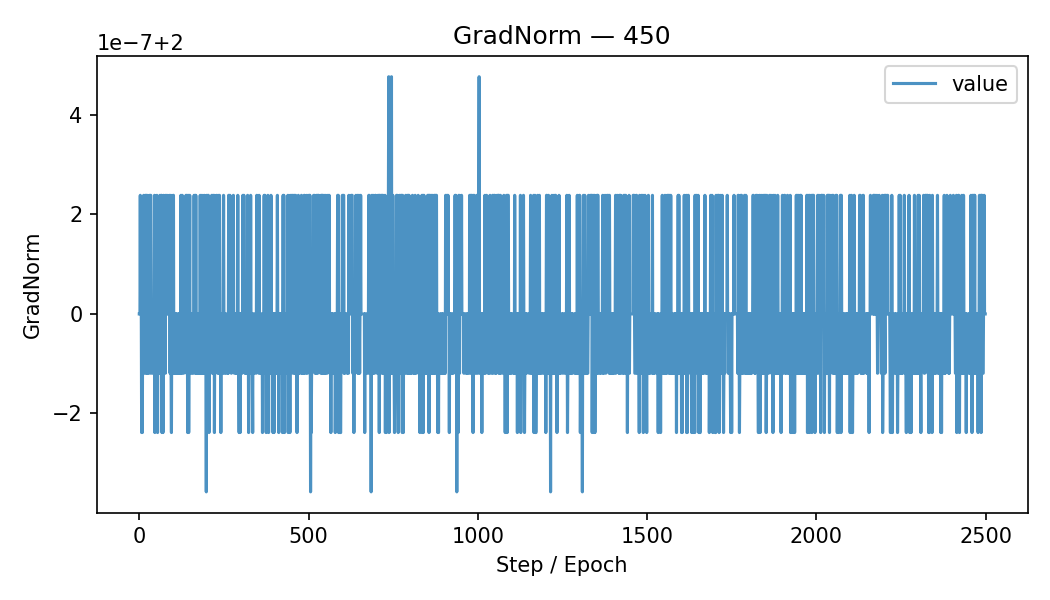 GradNorm — 450
1e−7+2
value
4
2
0
−2
GradNorm
0
500
1000
1500
2000
2500
Step / Epoch